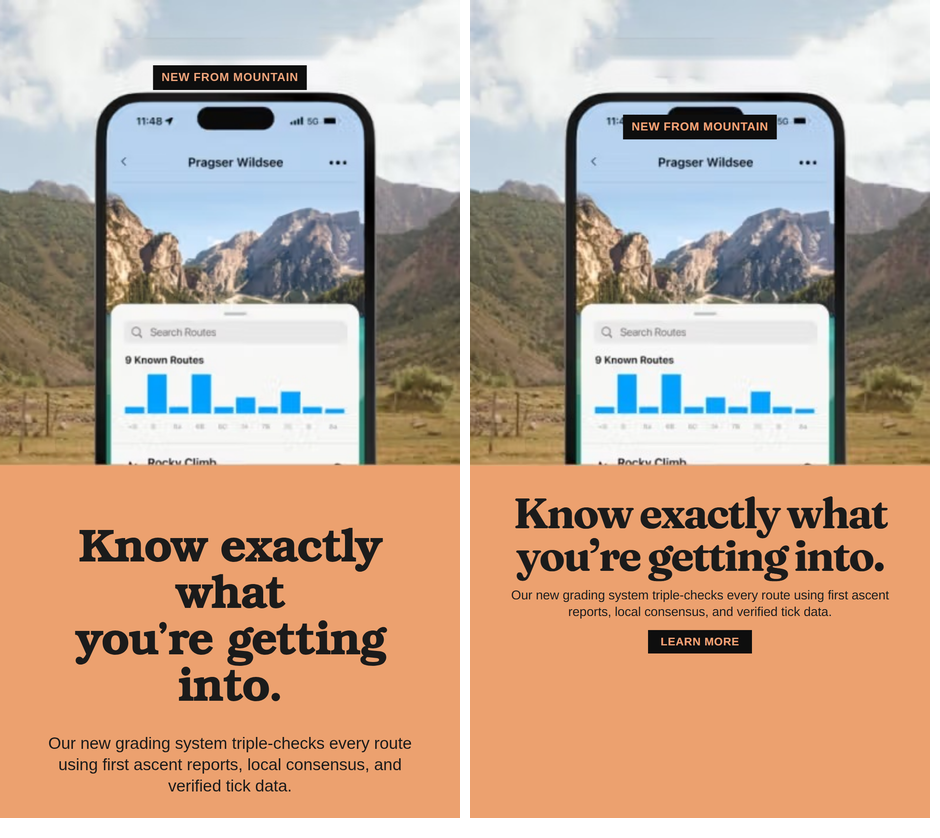 NEW FROM MOUNTAIN
11:48
5G
Pragser Wildsee
Search Routes
9 Known Routes
Rocky Climb
Know exactly
what
you’re getting
into.
Our new grading system triple-checks every route
using first ascent reports, local consensus, and
verified tick data.
11:4
NEW FROM MOUNTAIN
5G
Pragser Wildsee
Search Routes
9 Known Routes
Rocky Climb
Know exactly what
you’re getting into.
Our new grading system triple-checks every route using first ascent
reports, local consensus, and verified tick data.
LEARN MORE